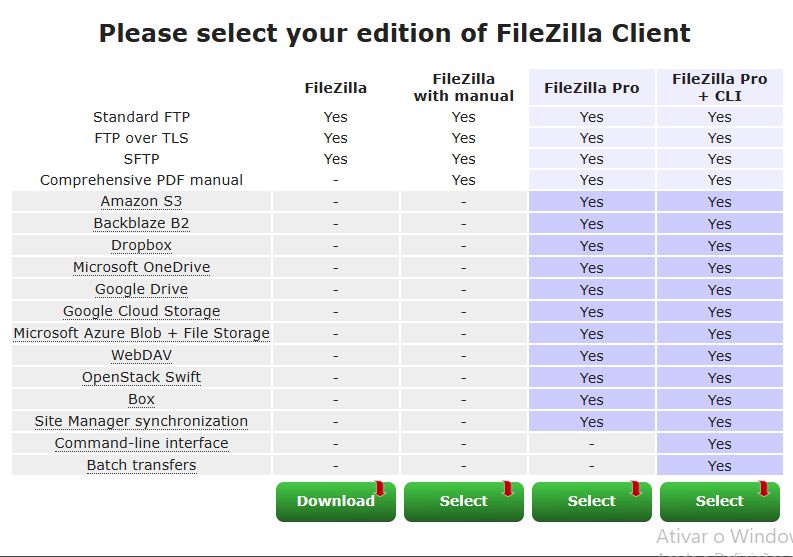 Please select your edition of FileZilla Client
FileZilla FileZilla with manual FileZilla Pro FileZilla Pro + CLI
Standard FTP Yes Yes Yes Yes
FTP over TLS Yes Yes Yes Yes
SFTP Yes Yes Yes Yes
Comprehensive PDF manual - Yes Yes Yes
Amazon S3 - - Yes Yes
Backblaze B2 - - Yes Yes
Dropbox - - Yes Yes
Microsoft OneDrive - - Yes Yes
Google Drive - - Yes Yes
Google Cloud Storage - - Yes Yes
Microsoft Azure Blob + File Storage - - Yes Yes
WebDAV - - Yes Yes
OpenStack Swift - - Yes Yes
Box - - Yes Yes
Site Manager synchronization - - Yes Yes
Command-line interface - - - Yes
Batch transfers - - - Yes
Download Select Select Select
Ativar o Window